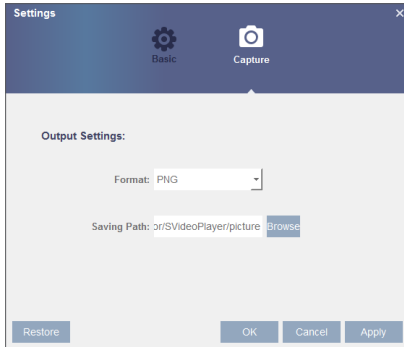 Settings
Basic
Capture
Output Settings:
Format: PNG
Saving Path: or/SVideoPlayer/picture Browse
Restore OK Cancel Apply